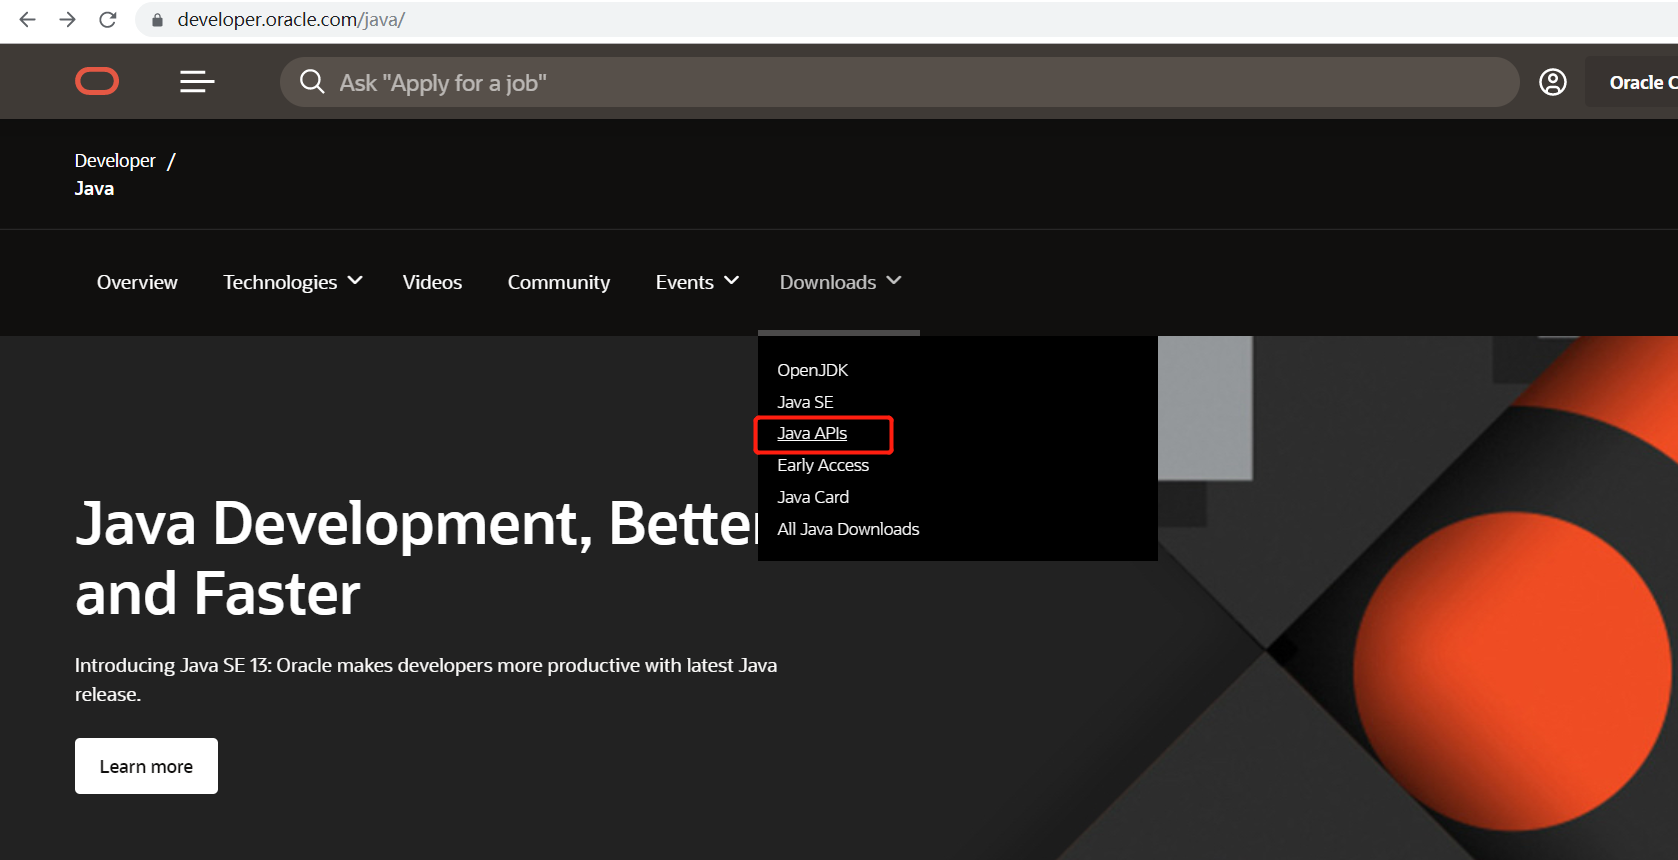 developer.oracle.com/java/
Ask "Apply for a job"
Oracle C
Developer /
Java
Overview Technologies Videos Community Events Downloads
OpenJDK
Java SE
Java APIs
Early Access
Java Card
All Java Downloads
Java Development, Better
and Faster
Introducing Java SE 13: Oracle makes developers more productive with latest Java
release.
Learn more